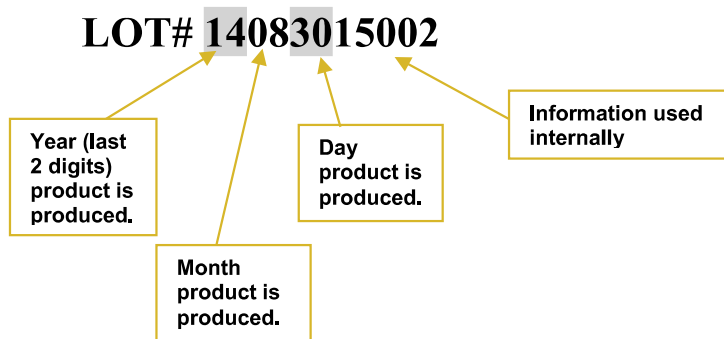 LOT# 14083015002
Year (last
2 digits)
product is
produced.
Month
product is
produced.
Day
product is
produced.
Information used
internally